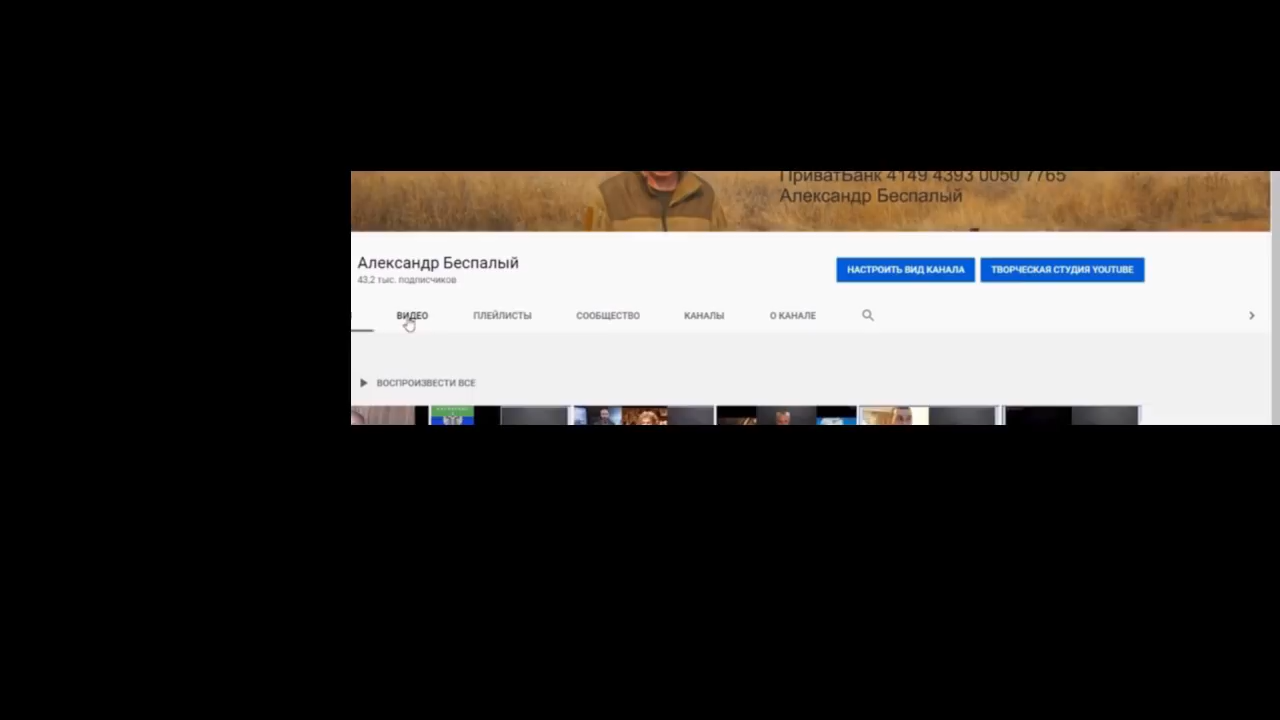 ПриватБанк 4149 4393 0050 7765
Александр Беспалый
Александр Беспалый
43,2 тыс. подписчиков
НАСТРОИТЬ ВИД КАНАЛА
ТВОРЧЕСКАЯ СТУДИЯ YOUTUBE
ВИДЕО
ПЛЕЙЛИСТЫ
СООБЩЕСТВО
КАНАЛЫ
О КАНАЛЕ
ВОСПРОИЗВЕСТИ ВСЕ